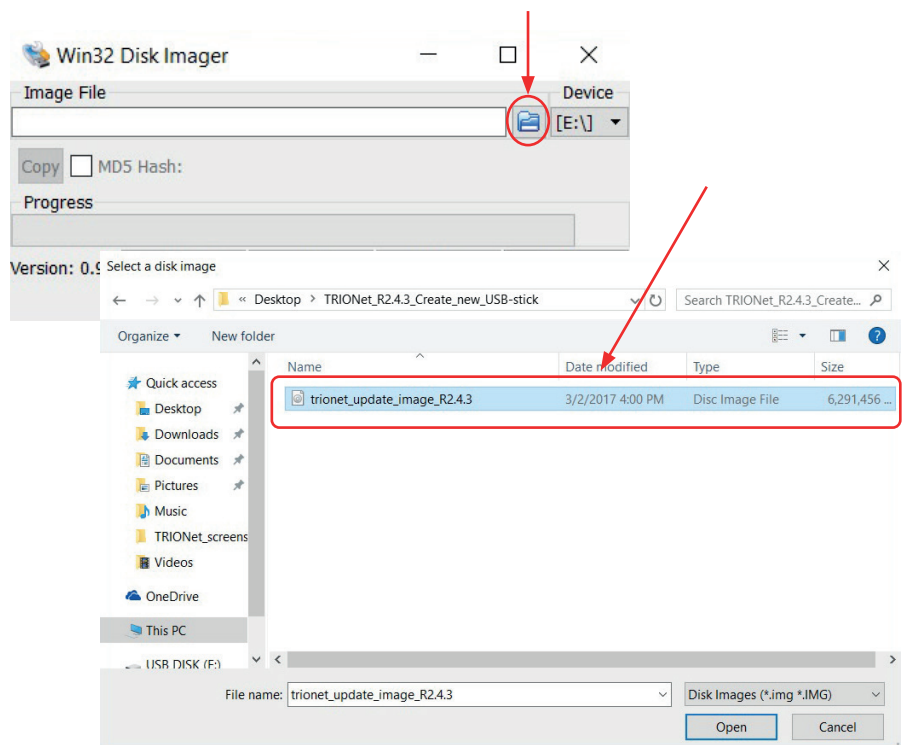 Win32 Disk Imager
Image File
Device
[E:\]
Copy
MD5 Hash:
Progress
Version: 0.9
Select a disk image
« Desktop > TRIONet_R2.4.3_Create_new_USB-stick
Search TRIONet_R2.4.3_Create...
Organize
New folder
Name
Date modified
Type
Size
trionet_update_image_R2.4.3
3/2/2017 4:00 PM
Disc Image File
6,291,456 ...
Quick access
Desktop
Downloads
Documents
Pictures
Music
TRIONet_screens
Videos
OneDrive
This PC
USB DISK (E:)
File name:
trionet_update_image_R2.4.3
Disk Images (*.img *.IMG)
Open
Cancel